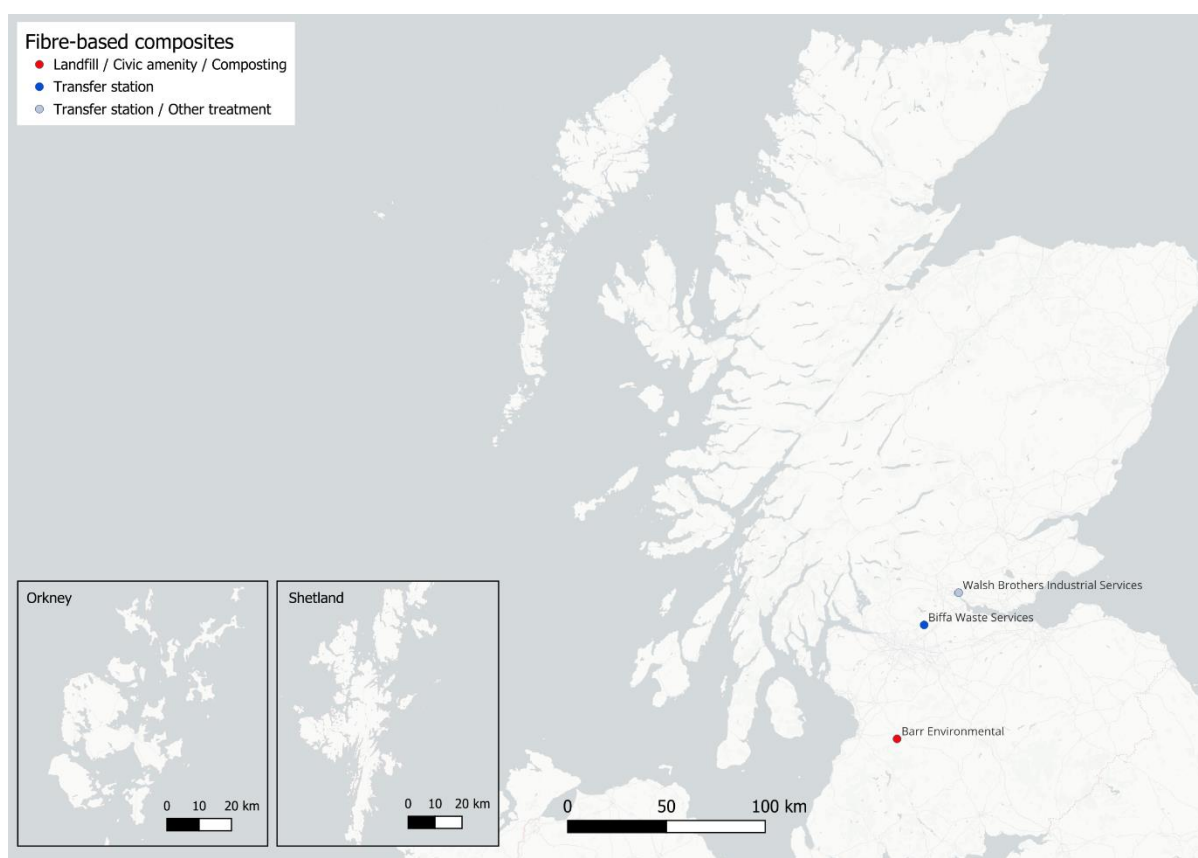 Fibre-based composites
Landfill / Civic amenity / Composting
Transfer station
Transfer station / Other treatment
Walsh Brothers Industrial Services
Biffa Waste Services
Barr Environmental
Orkney
0 10 20 km
Shetland
0 10 20 km
0 50 100 km